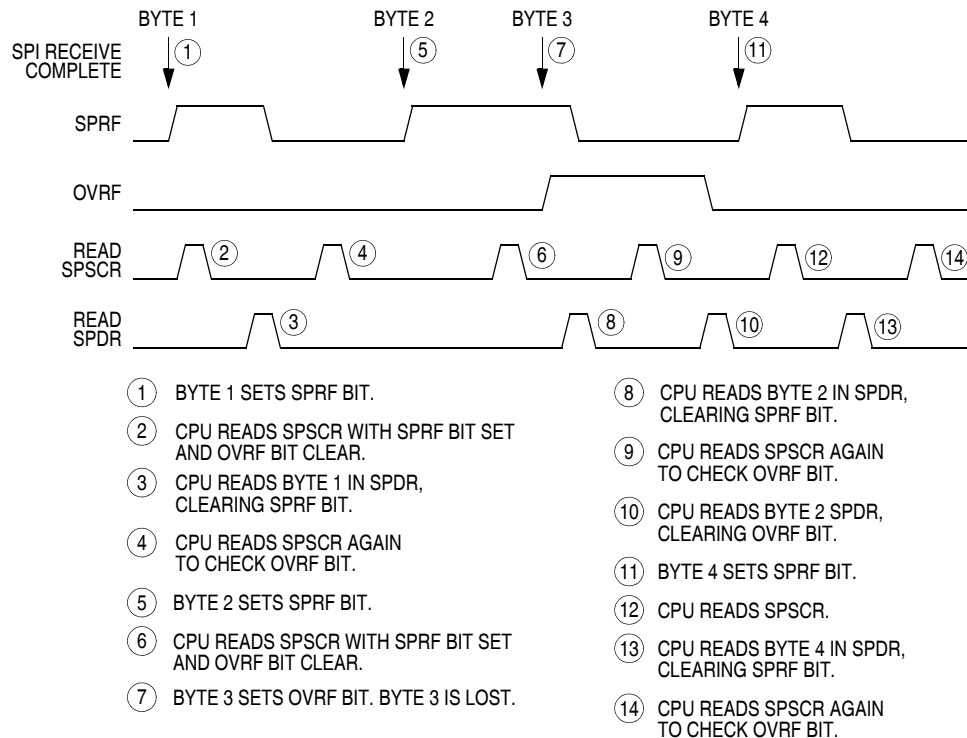 BYTE 1
BYTE 2
BYTE 3
BYTE 4
SPI RECEIVE
COMPLETE
1
5
7
11
SPRF
OVRF
READ
SPSCR
2
4
6
9
12
14
READ
SPDR
3
8
10
13
1 BYTE 1 SETS SPRF BIT.
2 CPU READS SPSCR WITH SPRF BIT SET
AND OVRF BIT CLEAR.
3 CPU READS BYTE 1 IN SPDR,
CLEARING SPRF BIT.
4 CPU READS SPSCR AGAIN
TO CHECK OVRF BIT.
5 BYTE 2 SETS SPRF BIT.
6 CPU READS SPSCR WITH SPRF BIT SET
AND OVRF BIT CLEAR.
7 BYTE 3 SETS OVRF BIT. BYTE 3 IS LOST.
8 CPU READS BYTE 2 IN SPDR,
CLEARING SPRF BIT.
9 CPU READS SPSCR AGAIN
TO CHECK OVRF BIT.
10 CPU READS BYTE 2 SPDR,
CLEARING OVRF BIT.
11 BYTE 4 SETS SPRF BIT.
12 CPU READS SPSCR.
13 CPU READS BYTE 4 IN SPDR,
CLEARING SPRF BIT.
14 CPU READS SPSCR AGAIN
TO CHECK OVRF BIT.